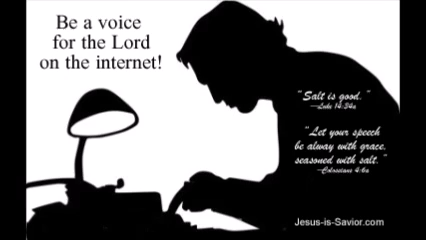 Be a voice
for the Lord
on the internet!
"Salt is good."
—Luke 14:34a
"Let your speech
be alway with grace,
seasoned with salt."
—Colossians 4:6a
Jesus-is-Savior.com